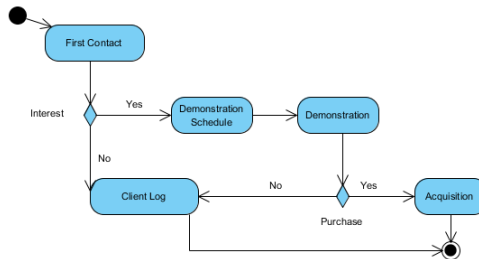 First Contact
Interest
Yes
Demonstration
Schedule
Demonstration
No
Client Log
No
Yes
Acquisition
Purchase